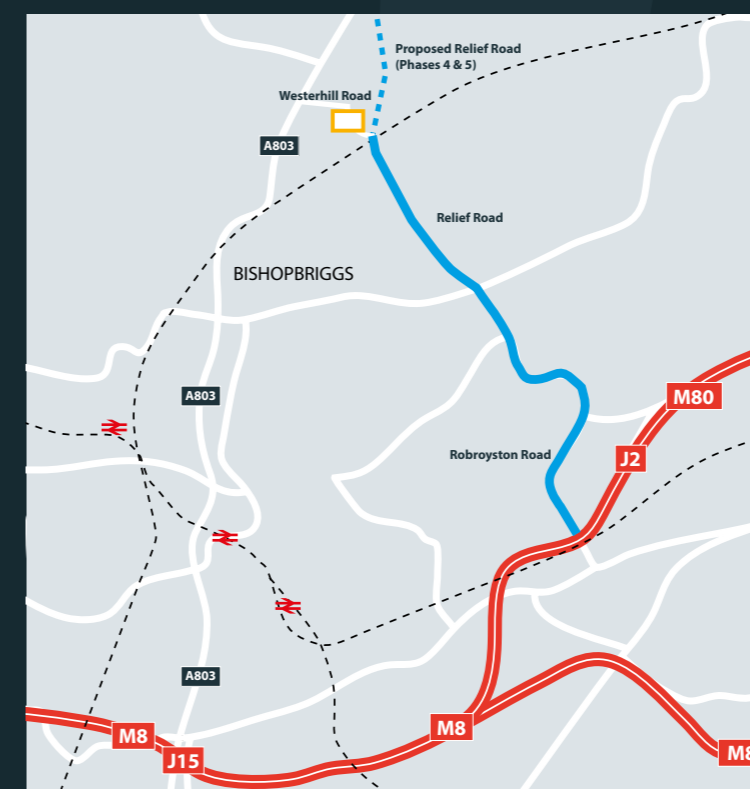 Proposed Relief Road
(Phases 4 & 5)
Westerhill Road
A803
Relief Road
BISHOPBRIGGS
A803
M80
Robroyston Road
J2
A803
M8
M8
J15
M8